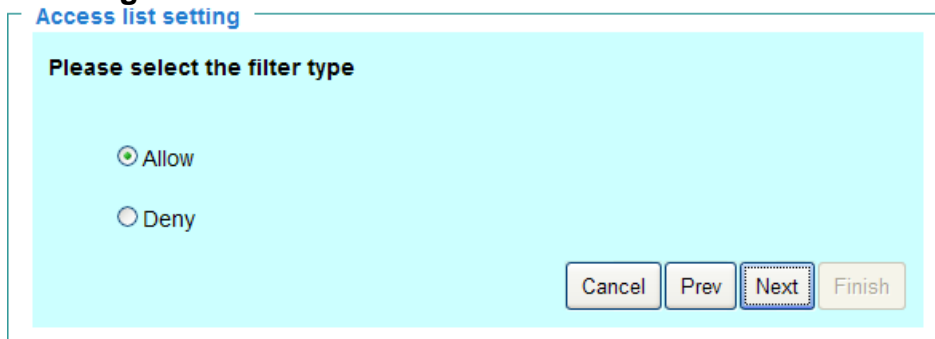 Access list setting
Please select the filter type
Allow
Deny
Cancel Prev Next Finish